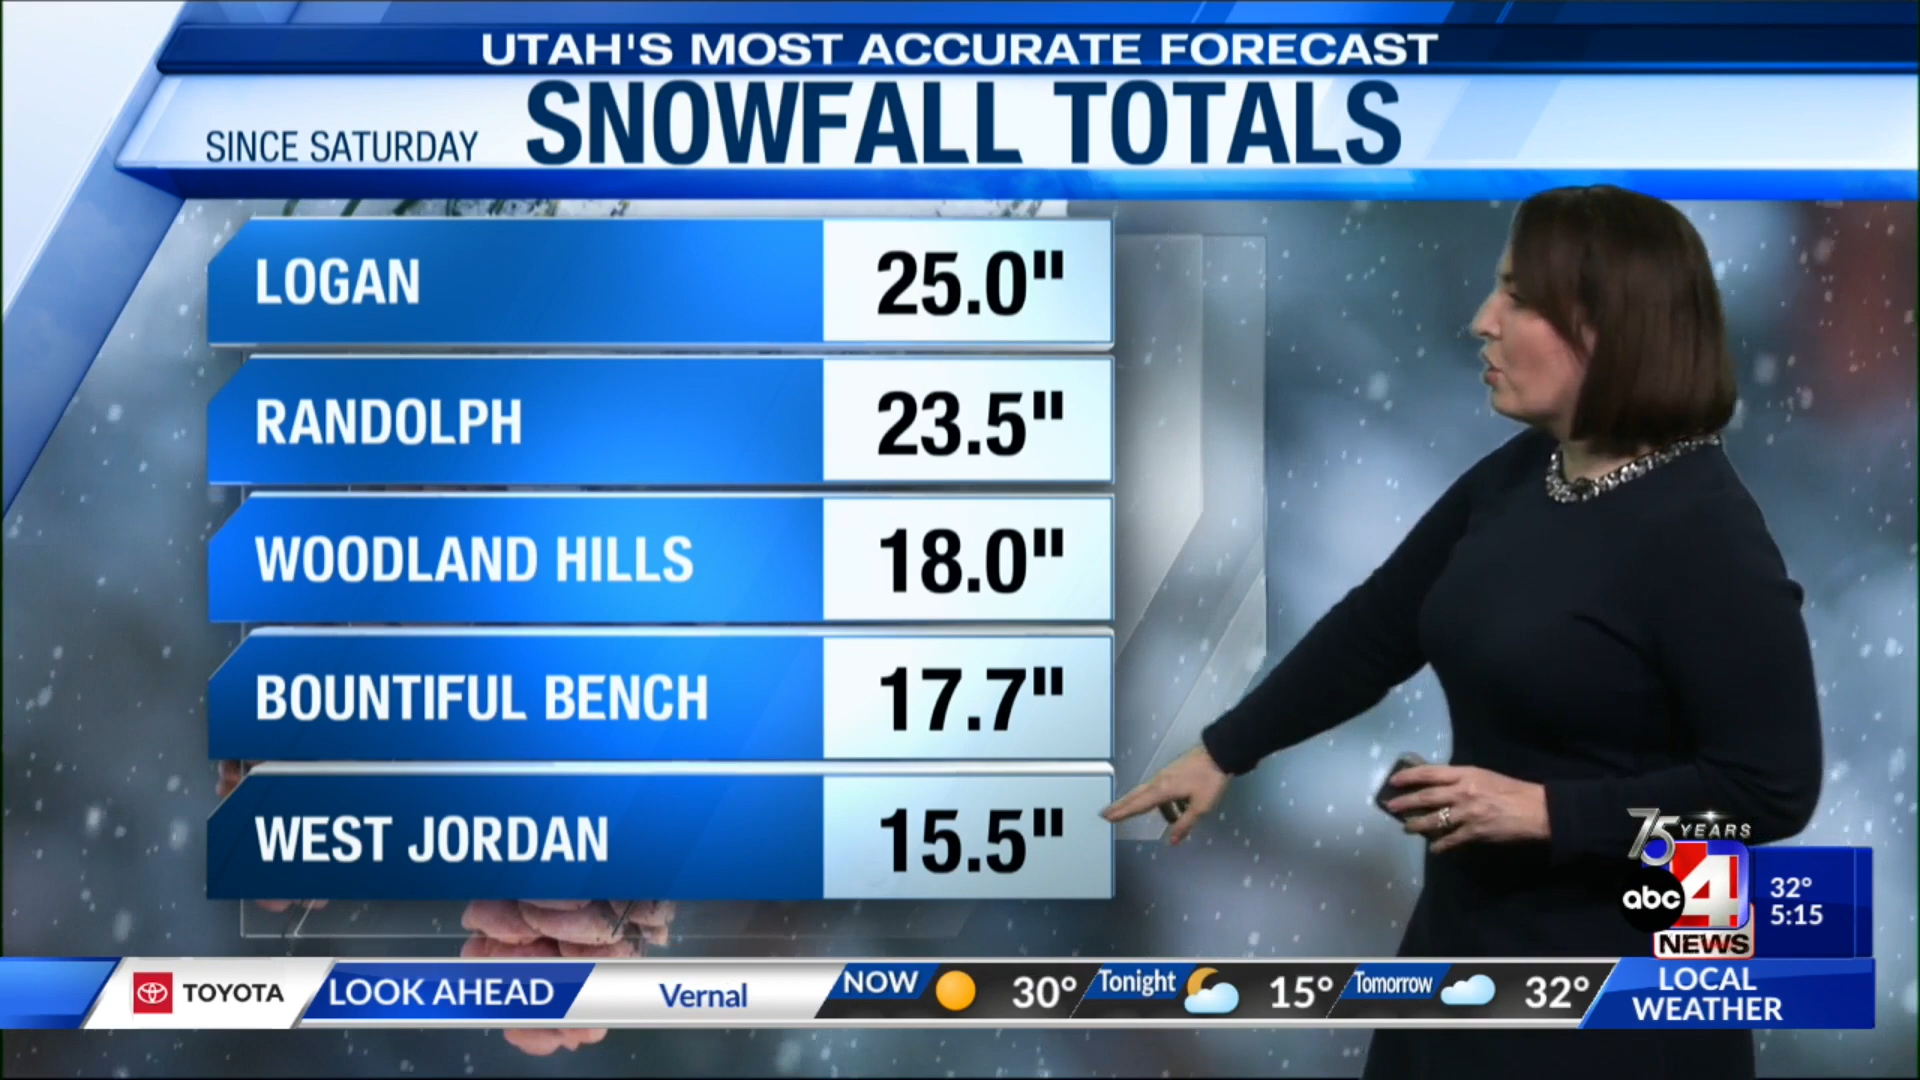 UTAH'S MOST ACCURATE FORECAST
SINCE SATURDAY SNOWFALL TOTALS
LOGAN 25.0"
RANDOLPH 23.5"
WOODLAND HILLS 18.0"
BOUNTIFUL BENCH 17.7"
WEST JORDAN 15.5"
75 YEARS
abc 4
NEWS
32°
5:15
TOYOTA LOOK AHEAD Vernal NOW 30° Tonight 15° Tomorrow 32°
LOCAL
WEATHER